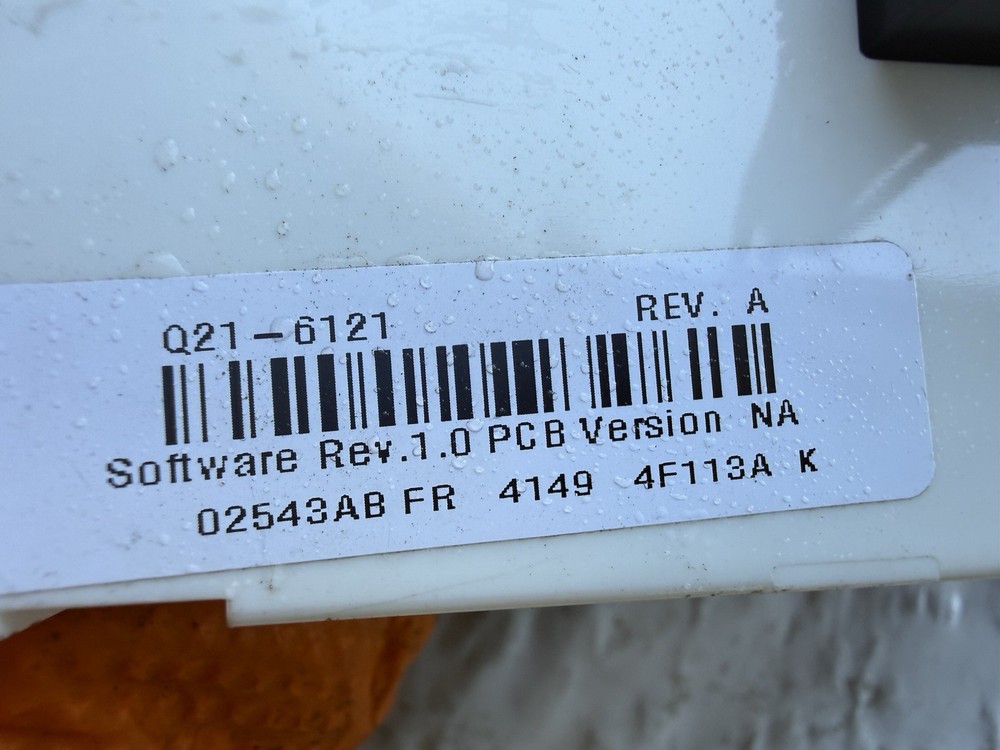 Q21-6121 REV. A
Software Rev.1.0 PCB Version NA
02543AB FR 4149 4F113A K